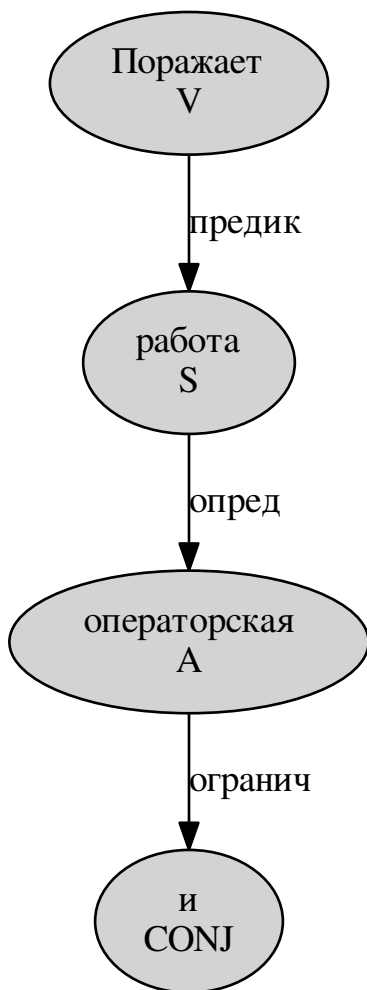 Поражает
V
предик
работа
S
опред
операторская
A
огранич
и
CONJ